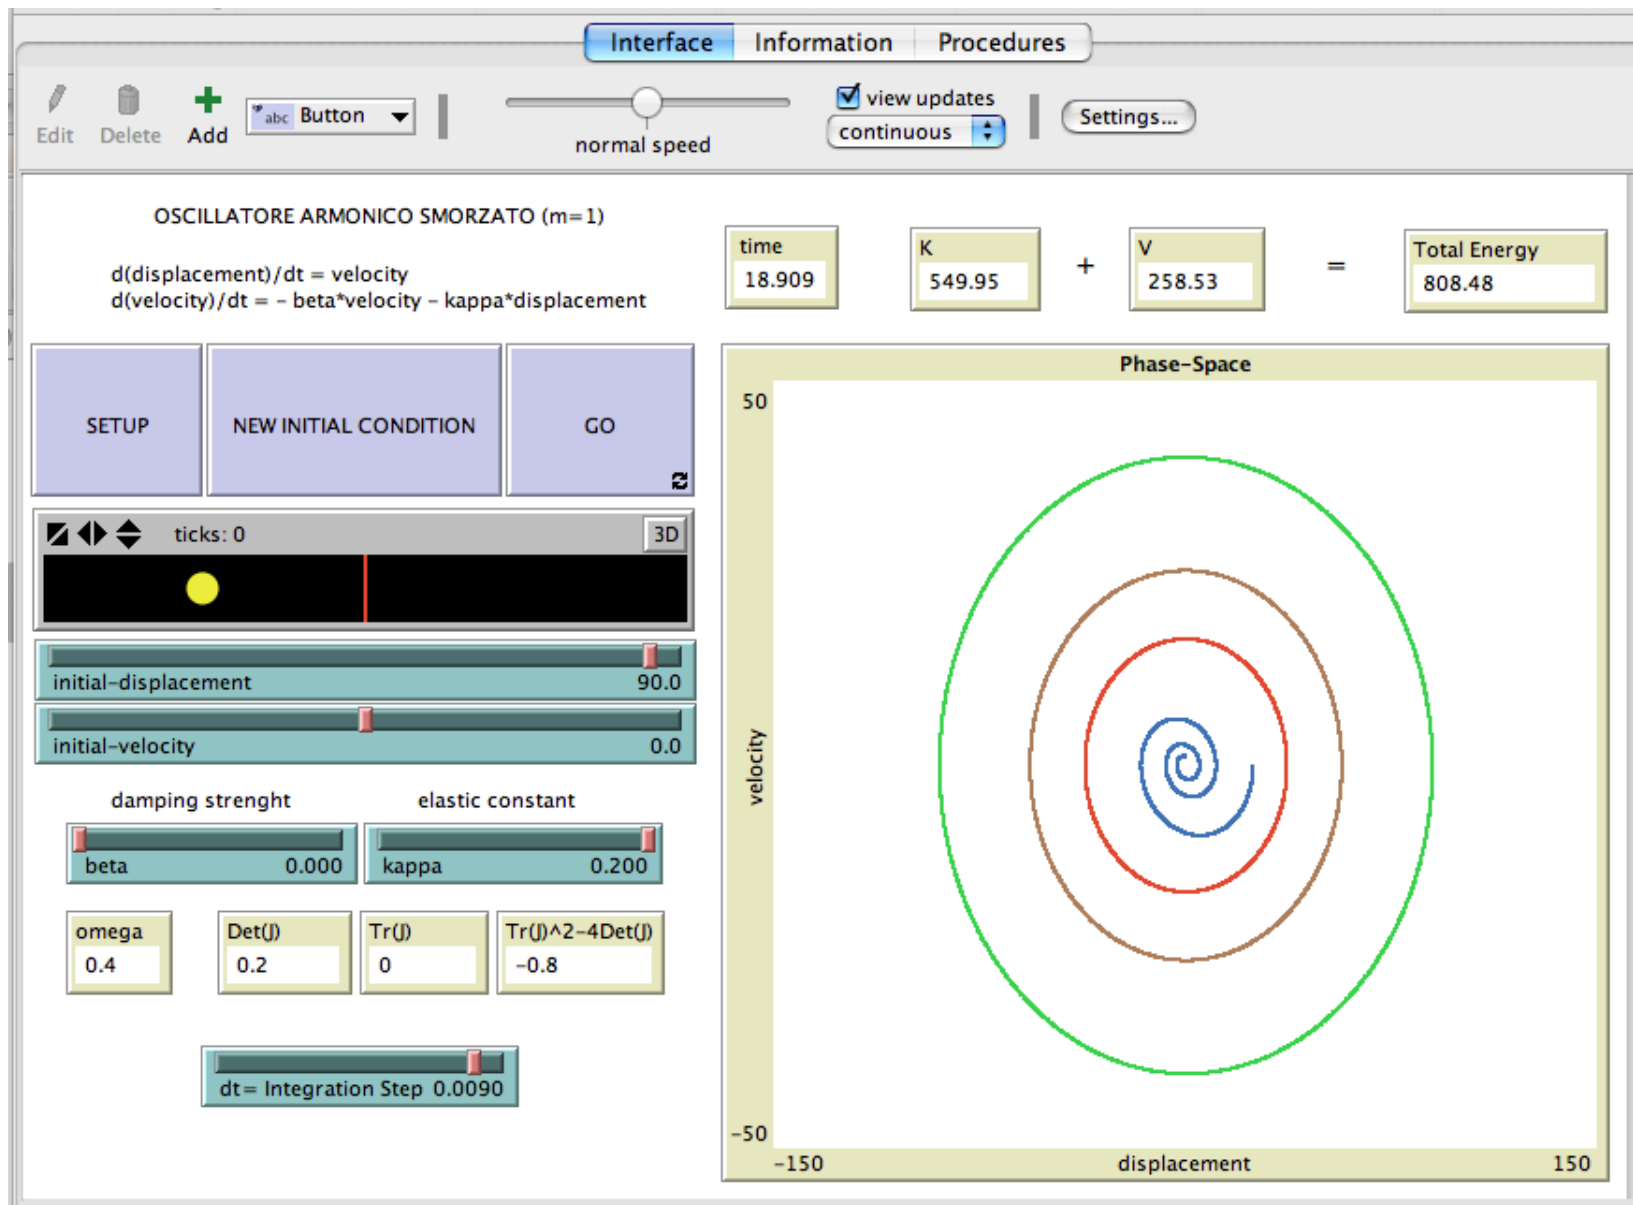 Interface Information Procedures
Edit Delete Add abc Button
normal speed
view updates
continuous
Settings...
OSCILLATORE ARMONICO SMORZATO (m=1)
d(displacement)/dt = velocity
d(velocity)/dt = - beta*velocity - kappa*displacement
time
18.909
K
549.95
+
V
258.53
=
Total Energy
808.48
SETUP
NEW INITIAL CONDITION
GO
ticks: 0
3D
initial-displacement 90.0
initial-velocity 0.0
damping strenght
elastic constant
beta 0.000
kappa 0.200
omega
0.4
Det(J)
0.2
Tr(J)
0
Tr(J)^2-4Det(J)
-0.8
dt= Integration Step 0.0090
Phase-Space
50
velocity
-50
-150
displacement
150